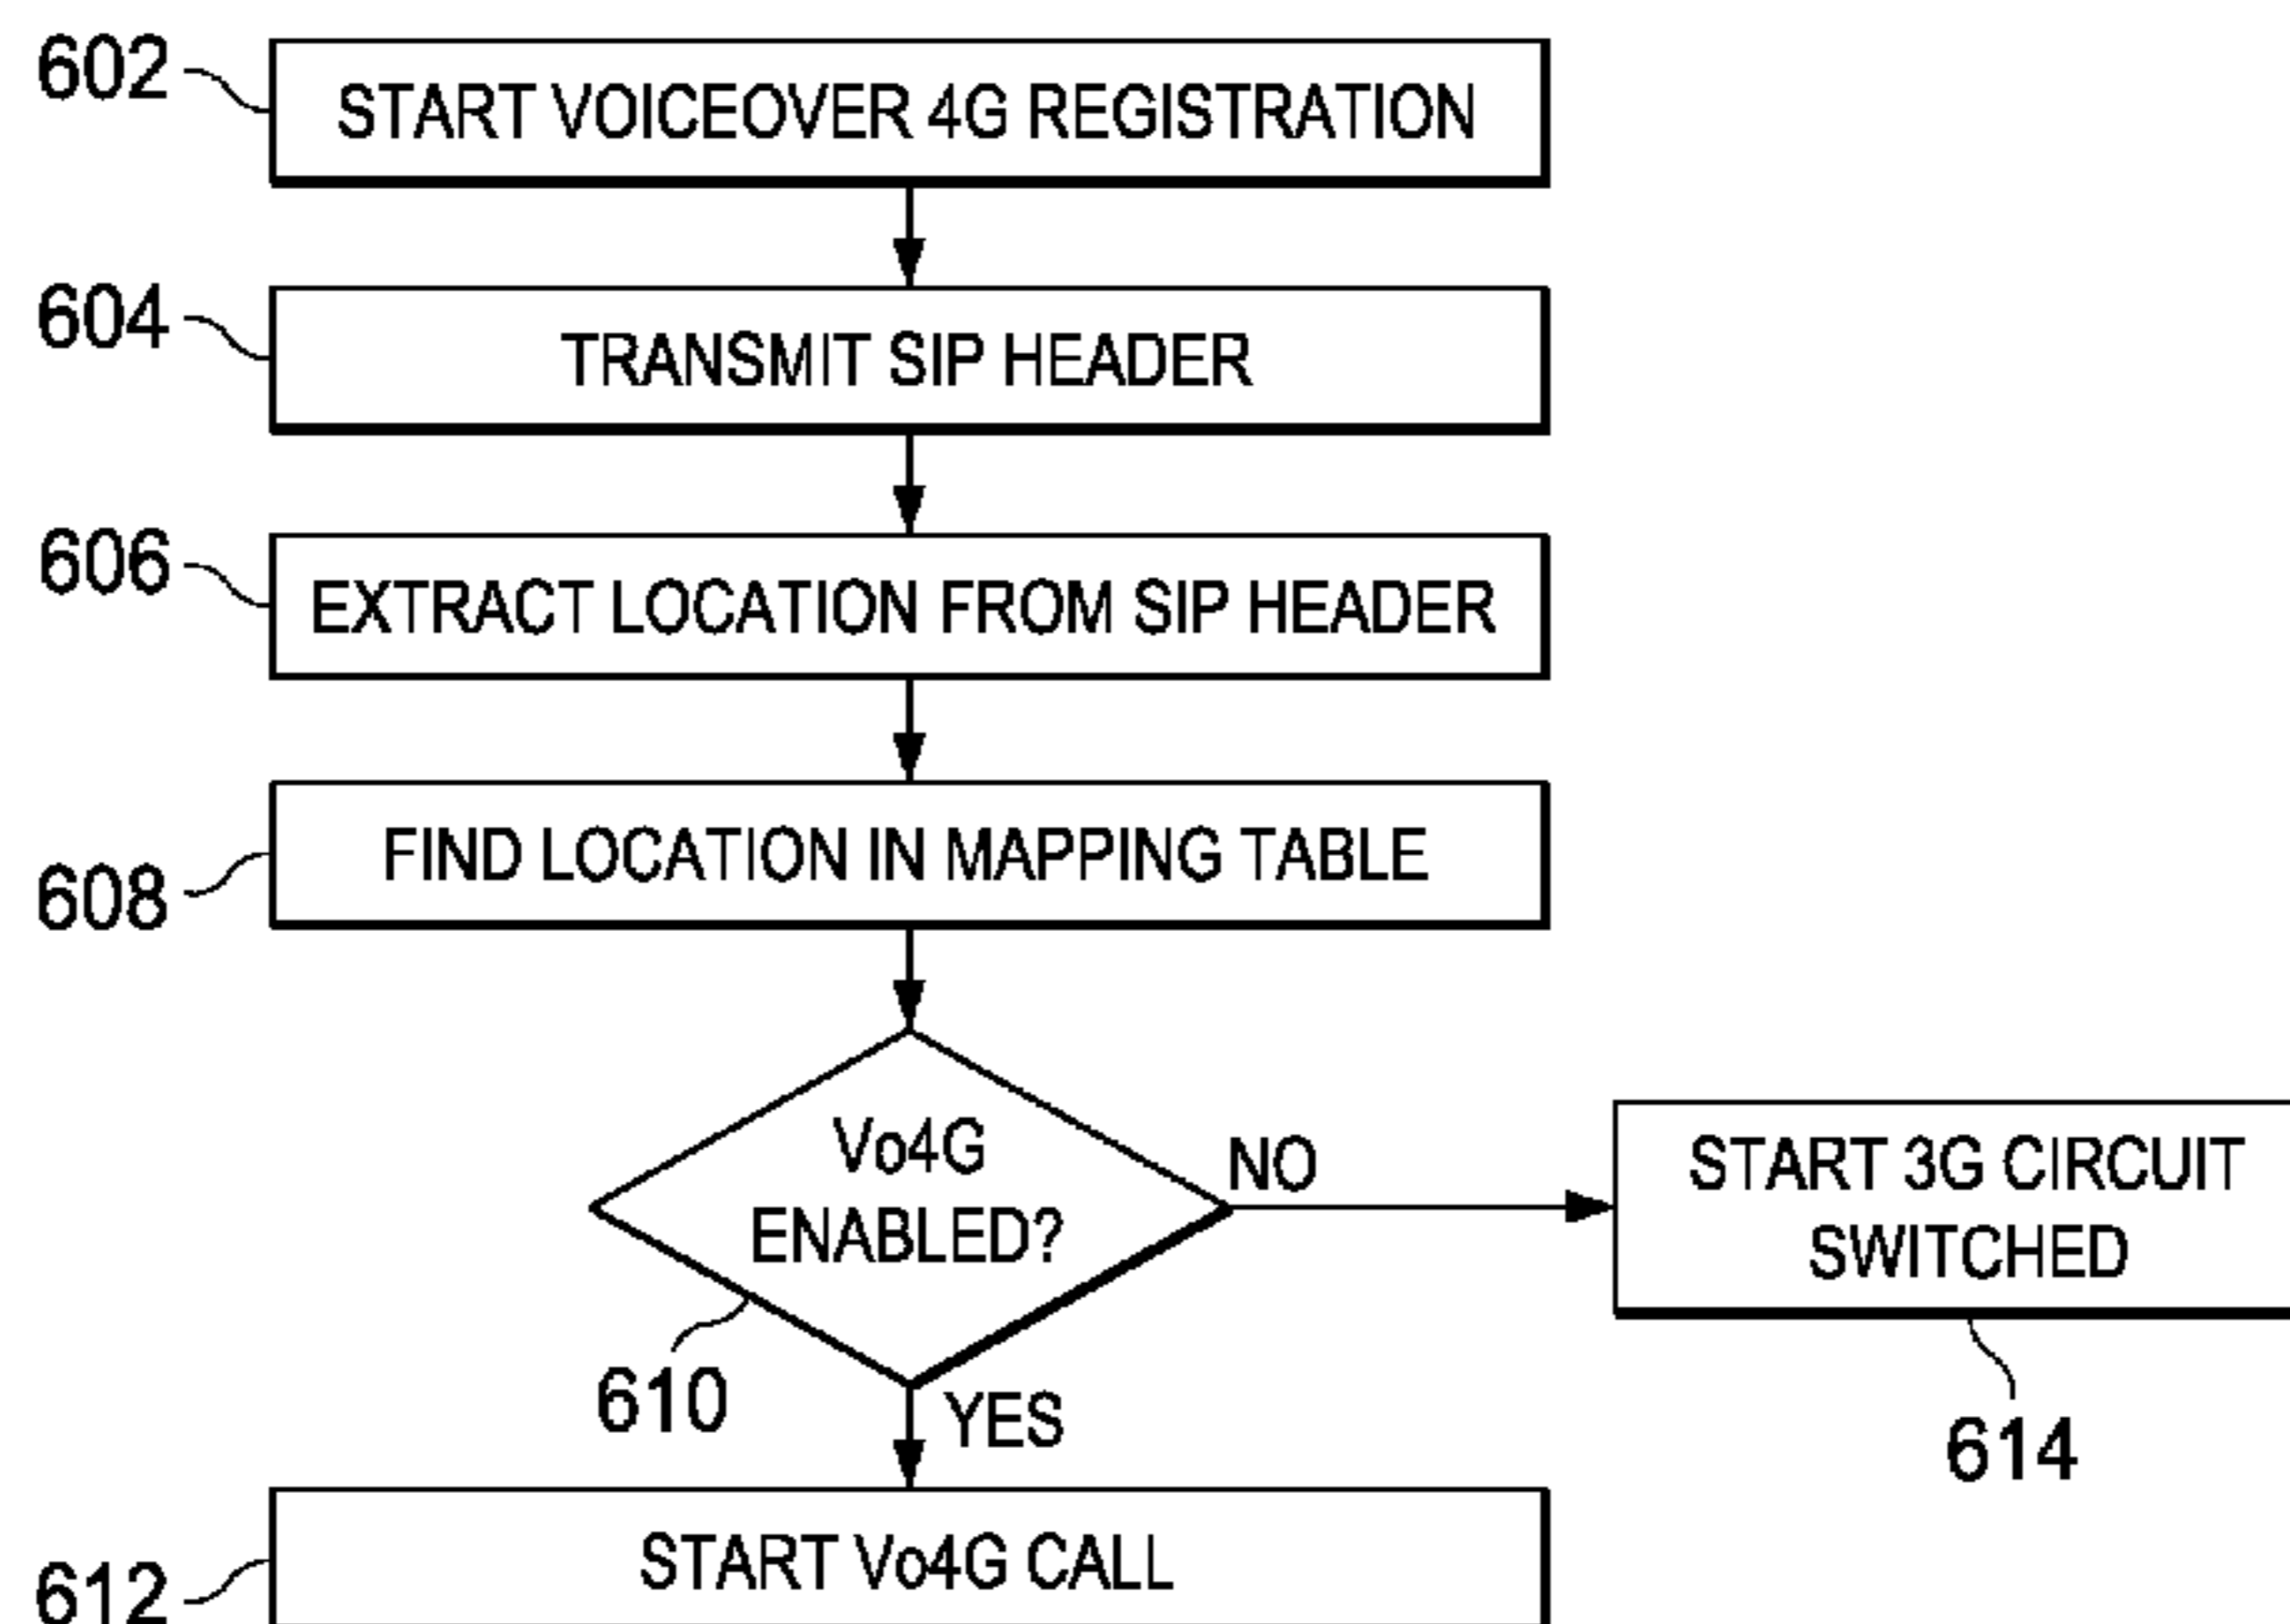 602
START VOICEOVER 4G REGISTRATION
604
TRANSMIT SIP HEADER
606
EXTRACT LOCATION FROM SIP HEADER
608
FIND LOCATION IN MAPPING TABLE
Vo4G
ENABLED?
610
NO
START 3G CIRCUIT
SWITCHED
614
YES
612
START Vo4G CALL